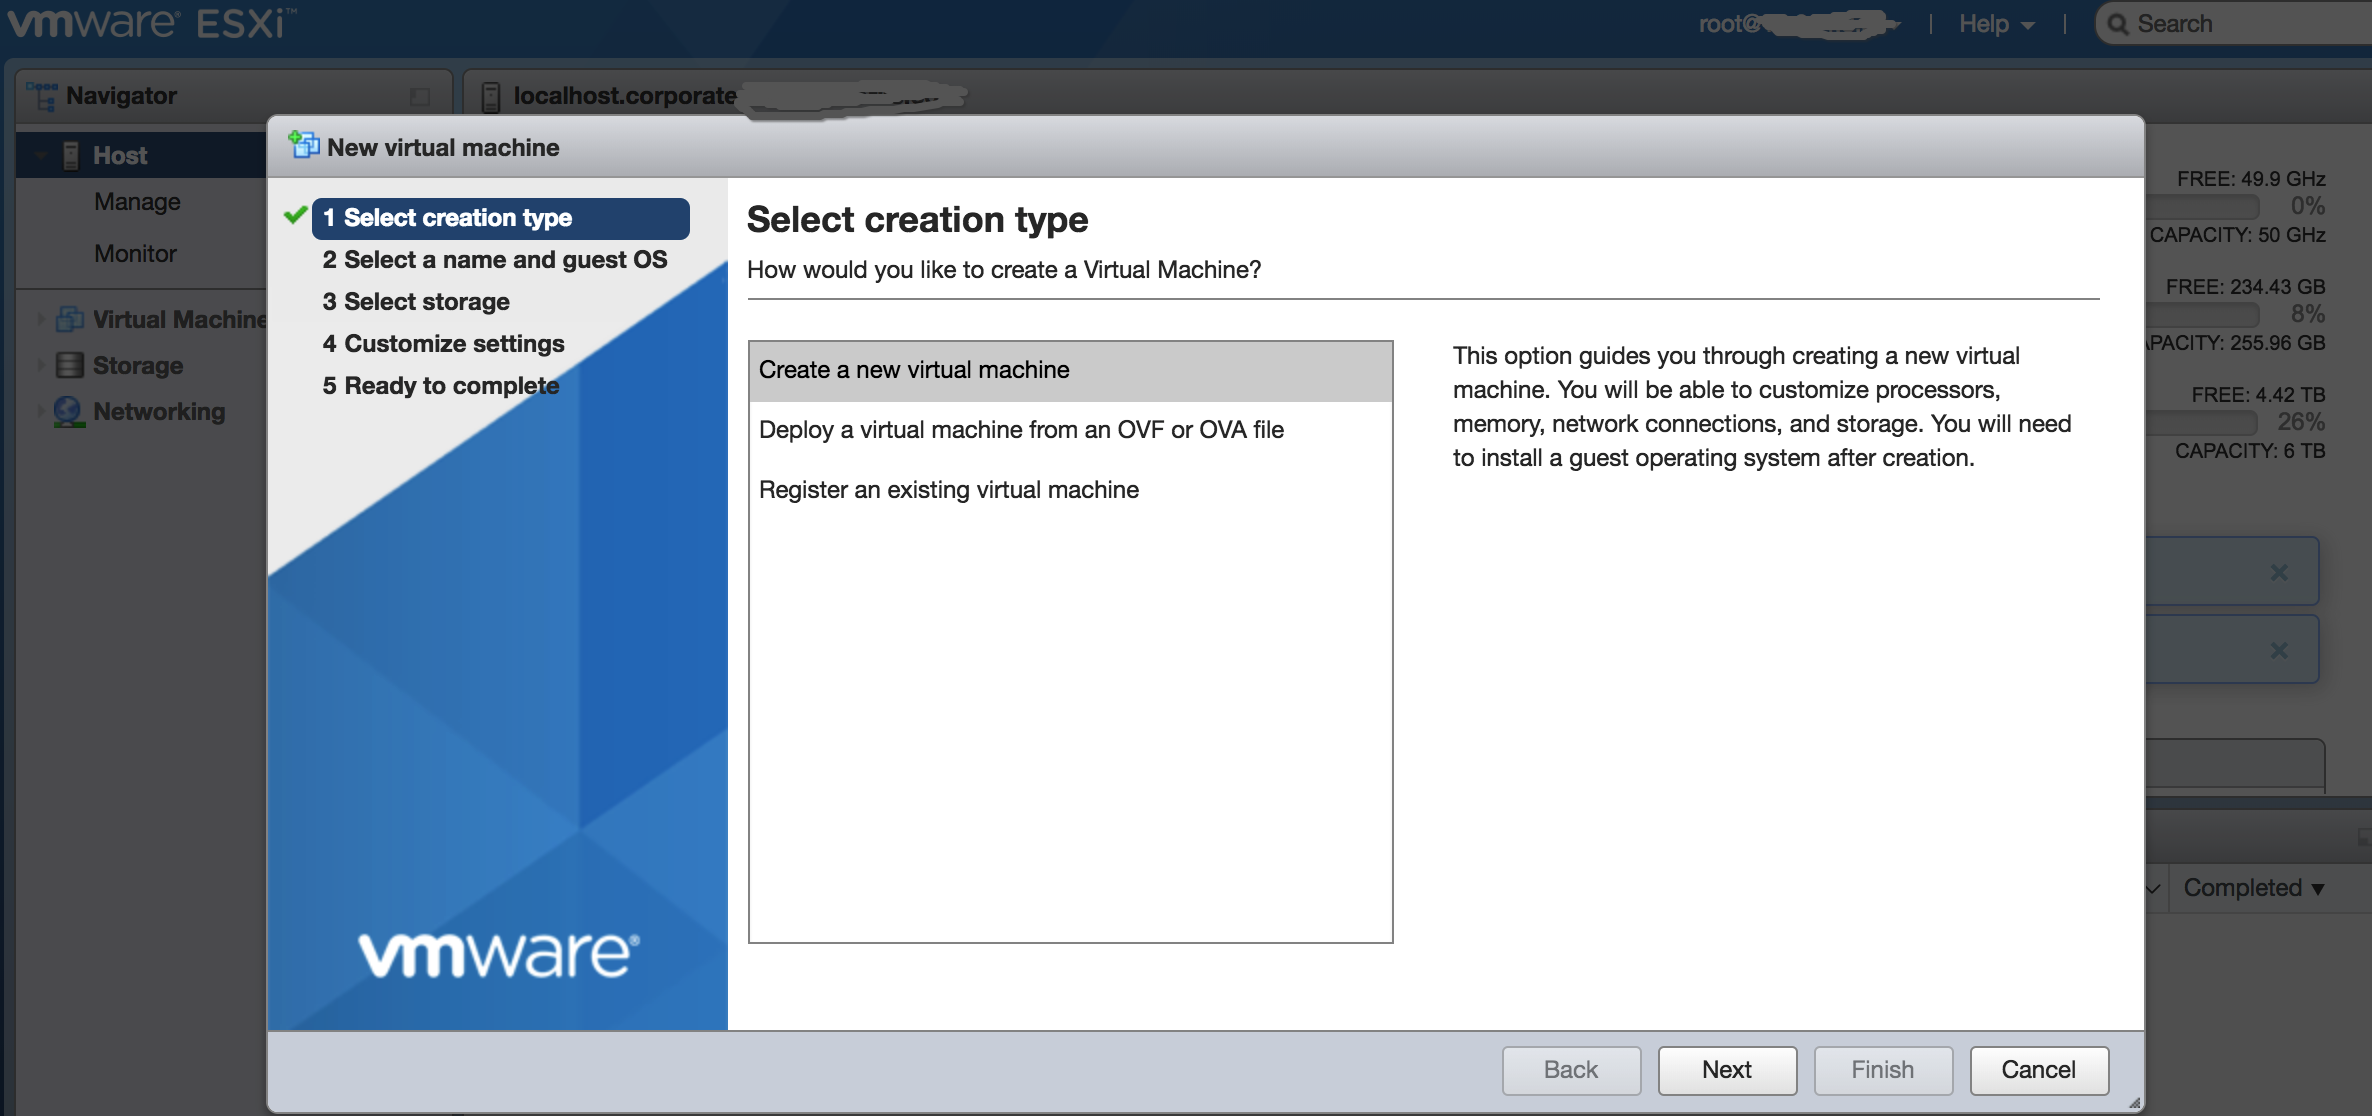 vmware® ESXi™
root@
Help
Search
Navigator
localhost.corporate
Host
Manage
Monitor
Virtual Machine
Storage
Networking
New virtual machine
1 Select creation type
2 Select a name and guest OS
3 Select storage
4 Customize settings
5 Ready to complete
vmware®
Select creation type
How would you like to create a Virtual Machine?
Create a new virtual machine
Deploy a virtual machine from an OVF or OVA file
Register an existing virtual machine
This option guides you through creating a new virtual
machine. You will be able to customize processors,
memory, network connections, and storage. You will need
to install a guest operating system after creation.
FREE: 49.9 GHz
0%
CAPACITY: 50 GHz
FREE: 234.43 GB
8%
PACITY: 255.96 GB
FREE: 4.42 TB
26%
CAPACITY: 6 TB
Completed
Back
Next
Finish
Cancel